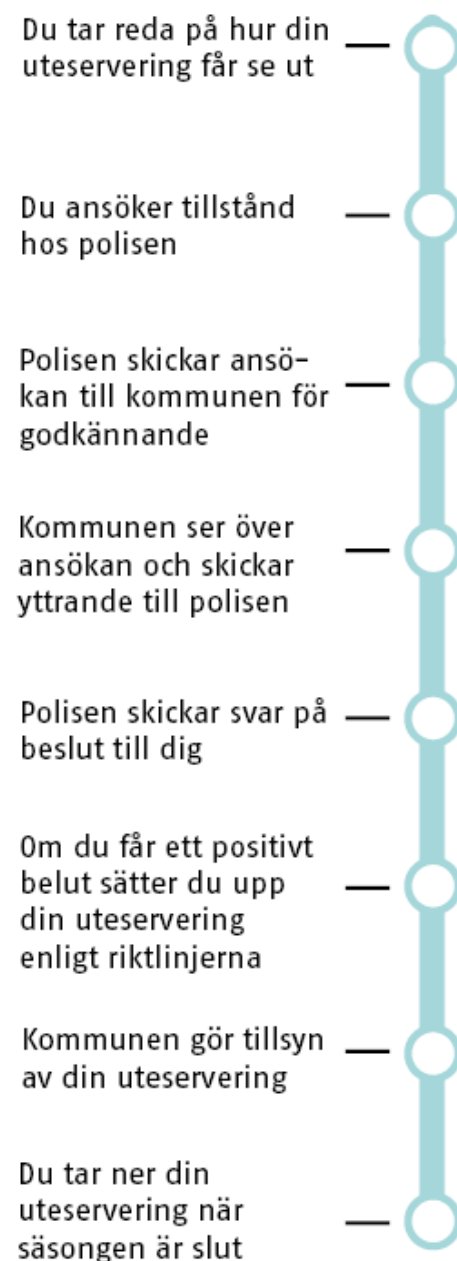 Du tar reda på hur din
uteservering får se ut
Du ansöker tillstånd
hos polisen
Polisen skickar ansö-
kan till kommunen för
godkännande
Kommunen ser över
ansökan och skickar
yttrande till polisen
Polisen skickar svar på
beslut till dig
Om du får ett positivt
belut sätter du upp
din uteservering
enligt riktlinjerna
Kommunen gör tillsyn
av din uteservering
Du tar ner din
uteservering när
säsongen är slut